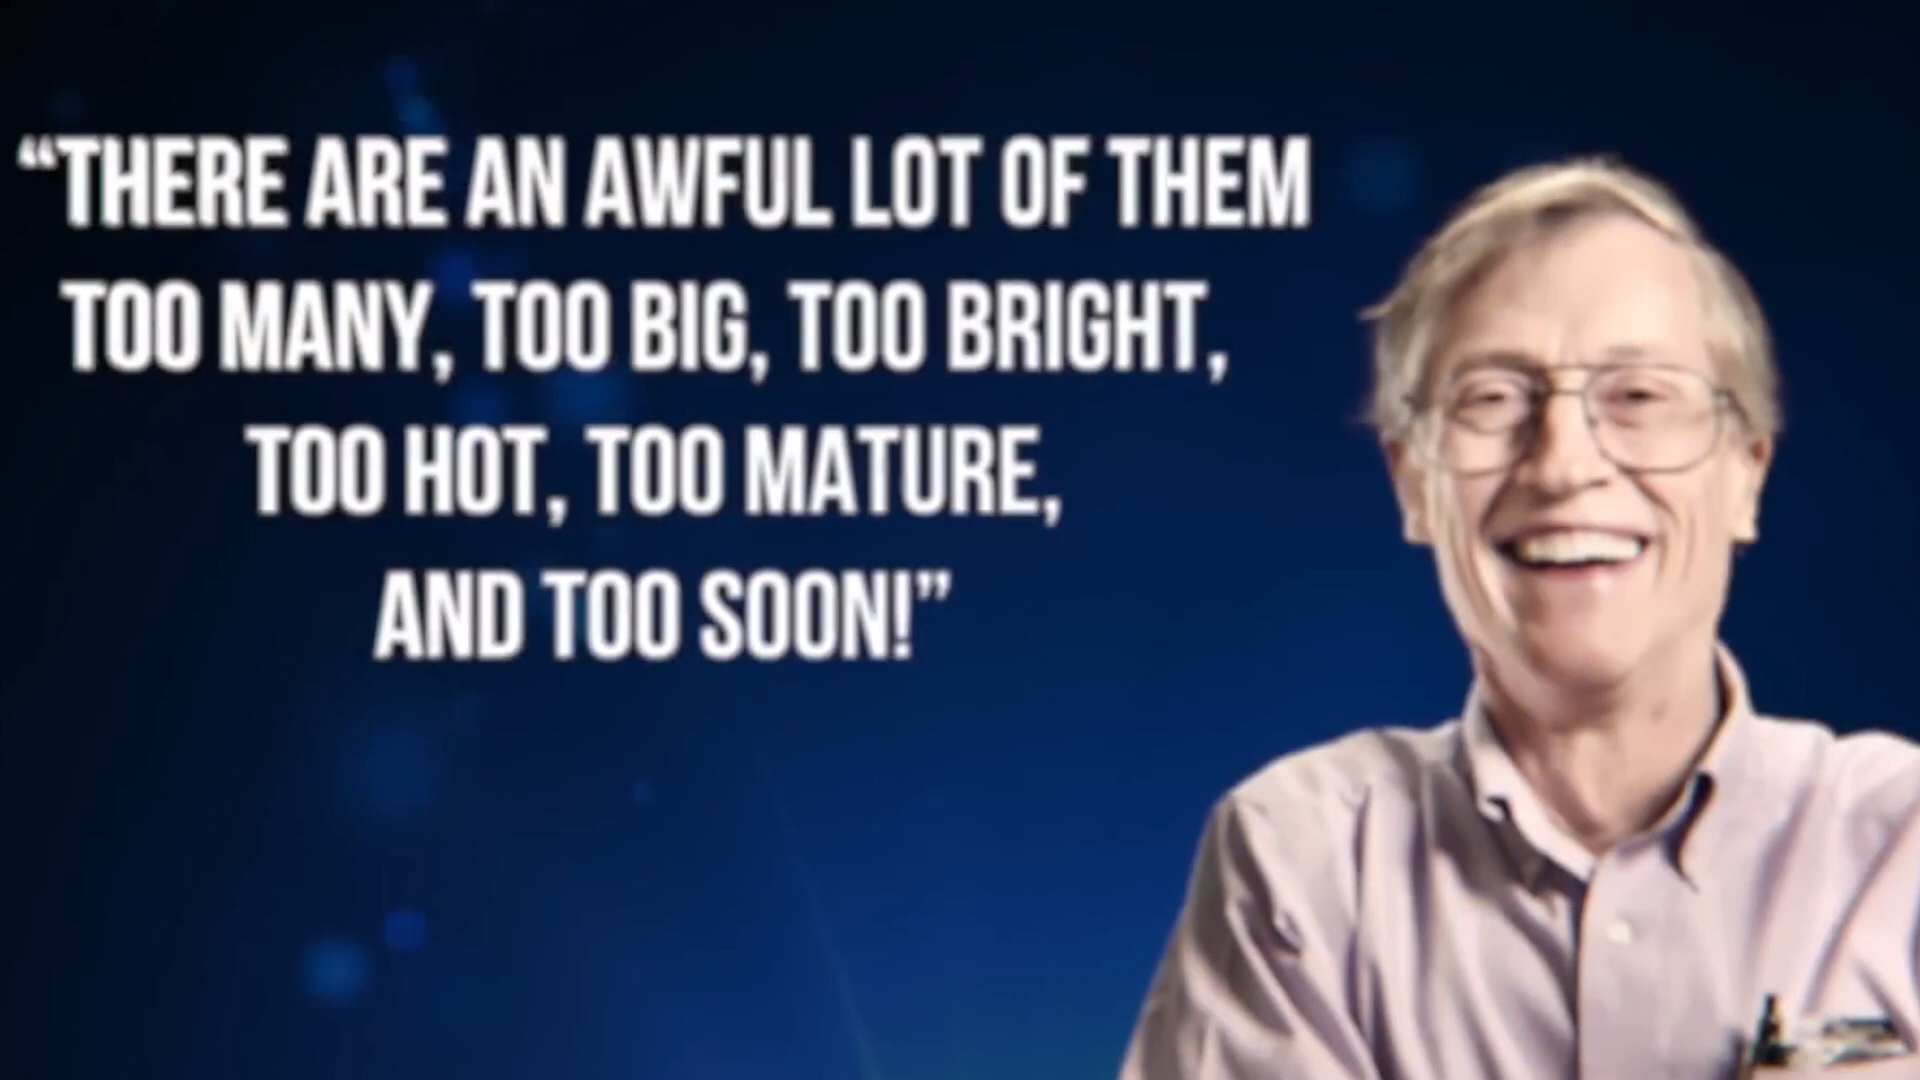 “THERE ARE AN AWFUL LOT OF THEM
TOO MANY, TOO BIG, TOO BRIGHT,
TOO HOT, TOO MATURE,
AND TOO SOON!”